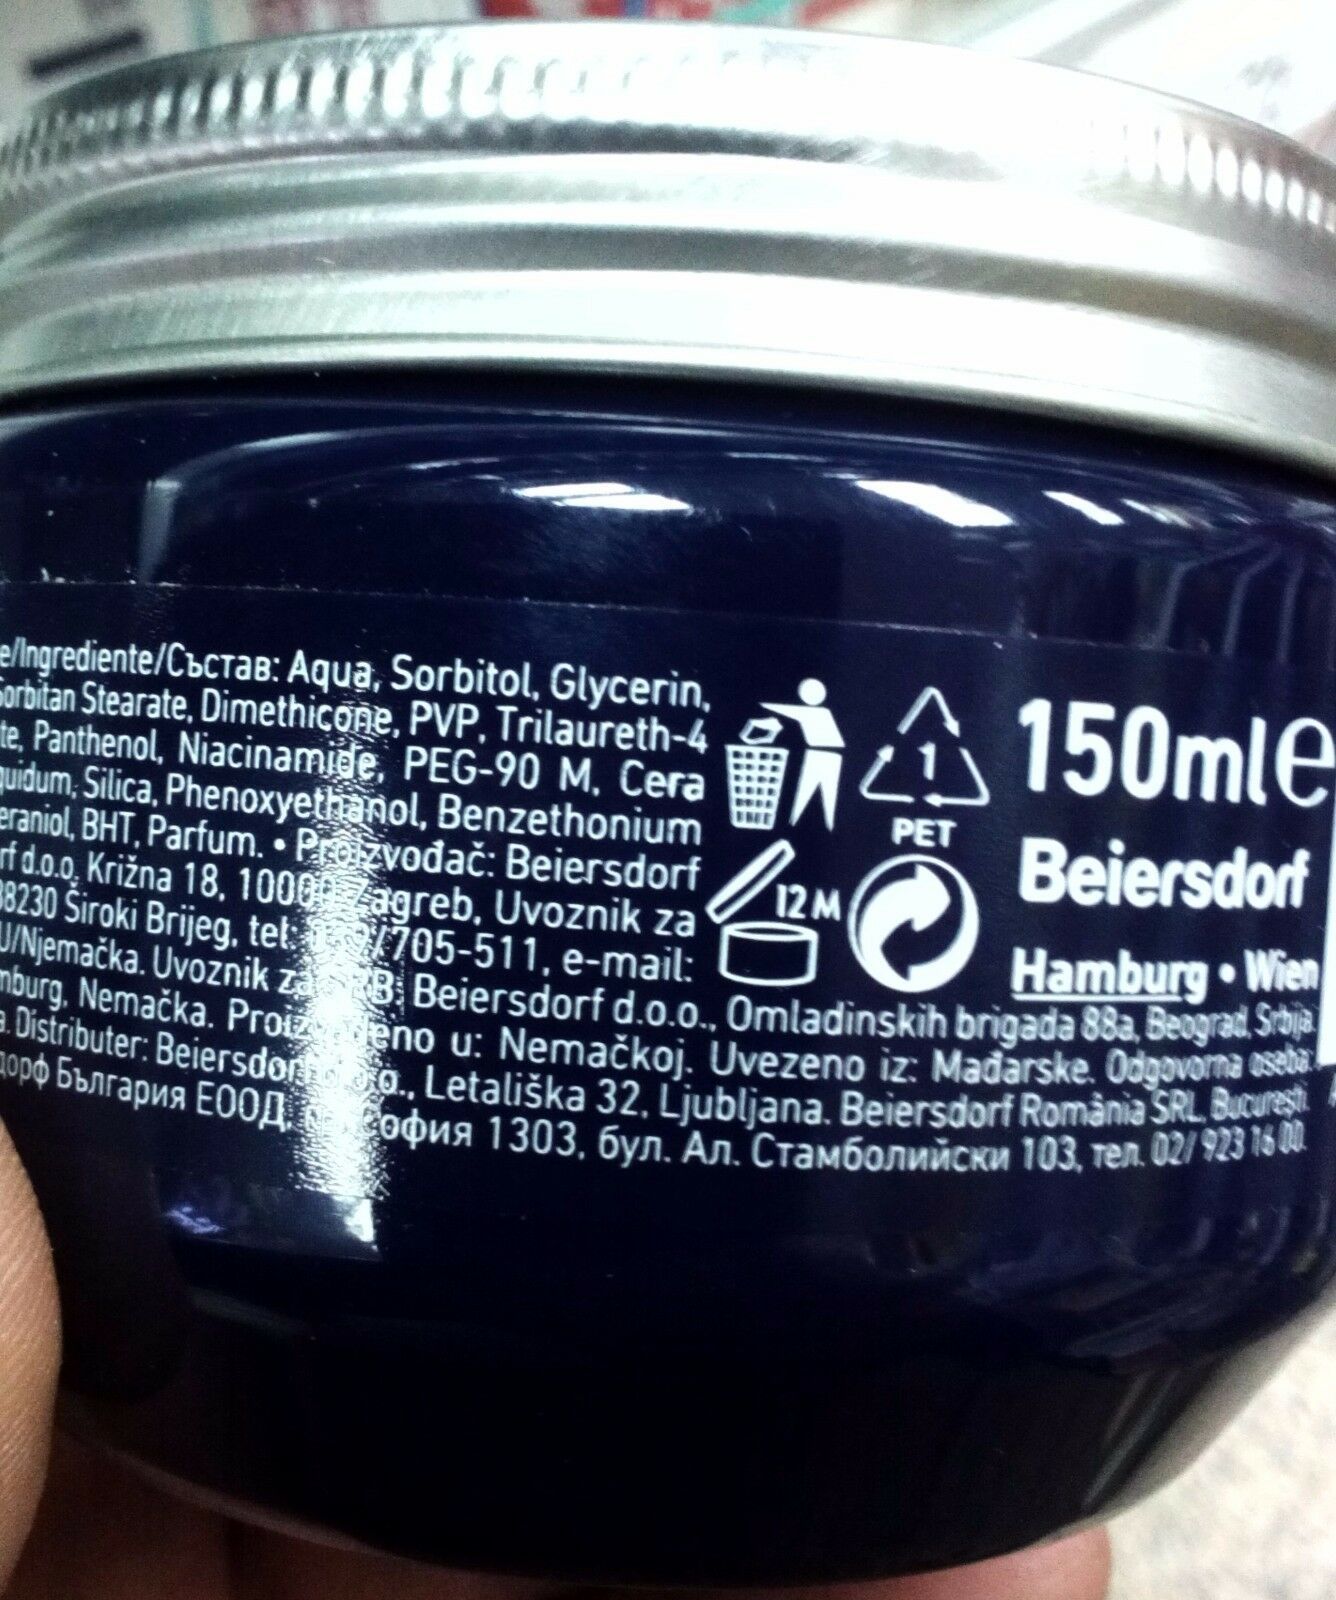 e/Ingrediente/Състав: Aqua, Sorbitol, Glycerin,
Sorbitan Stearate, Dimethicone, PVP, Trilaureth-4
te, Panthenol, Niacinamide, PEG-90 M, Cera
quidum, Silica, Phenoxyethanol, Benzethonium
eraniol, BHT, Parfum. • Proizvođač: Beiersdorf
rf d.o.o. Križna 18, 10000 Zagreb. Uvoznik za
88230 Široki Brijeg, tel: /705-511, e-mail:
U/Njemačka. Uvoznik za Beiersdorf d.o.o., Omladinskih brigada 88a, Beograd, Srbija.
mburg, Nemačka. Proizvedeno u: Nemačkoj. Uvezeno iz: Mađarske. Odgovorna oseba:
a. Distributer: Beiersdorf d.o.o., Letališka 32, Ljubljana. Beiersdorf România SRL, București.
дорф България ЕООД, офия 1303, бул. Ал. Стамболийски 103, тел. 02/ 923 16 00.
1
PET
12 M
150ml e
Beiersdorf
Hamburg • Wien